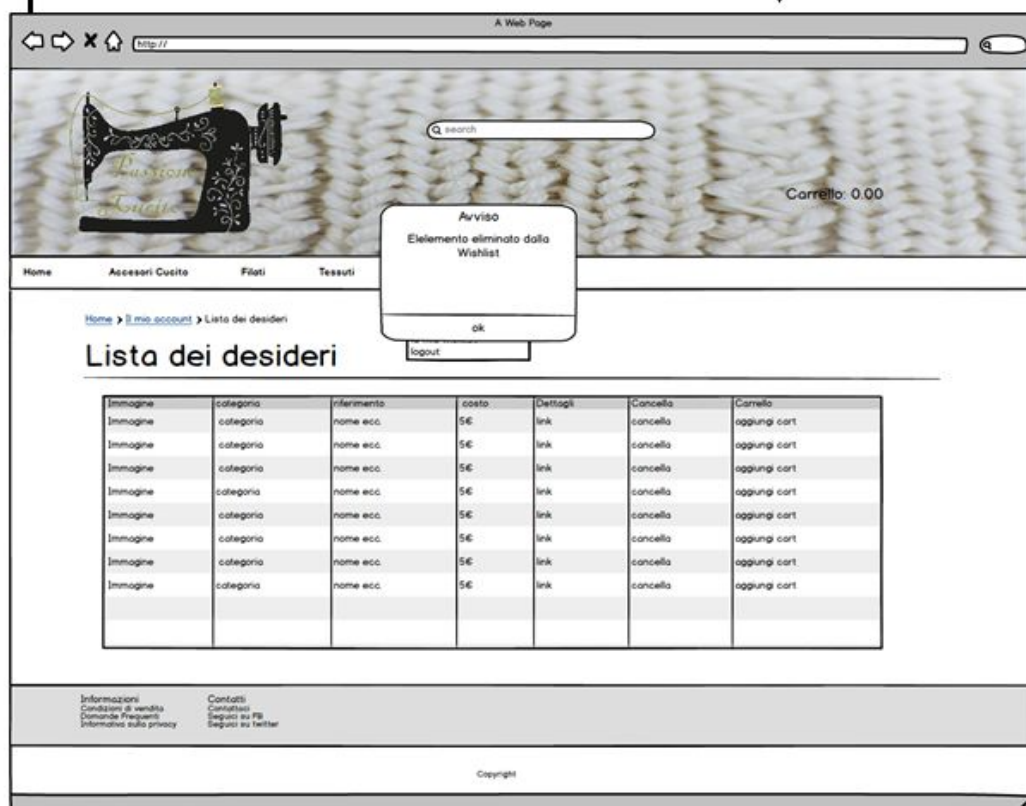 A Web Page
http://
search
Passione
Cucito
Carrello: 0.00
Avviso
Elelemento eliminato dalla
Wishlist
ok
Home Accesori Cucito Filati Tessuti
logout
Home > Il mio account > Lista dei desideri
Lista dei desideri
Immagine categoria riferimento costo Dettagli Cancella Carrello
Immagine categoria nome ecc. 5€ link cancella aggiungi cart
Immagine categoria nome ecc. 5€ link cancella aggiungi cart
Immagine categoria nome ecc. 5€ link cancella aggiungi cart
Immagine categoria nome ecc. 5€ link cancella aggiungi cart
Immagine categoria nome ecc. 5€ link cancella aggiungi cart
Immagine categoria nome ecc. 5€ link cancella aggiungi cart
Immagine categoria nome ecc. 5€ link cancella aggiungi cart
Immagine categoria nome ecc. 5€ link cancella aggiungi cart
Informazioni Contatti
Condizioni di vendita Contattaci
Domande Frequenti Seguici su FB
Informativa sulla privacy Seguici su twitter
Copyright